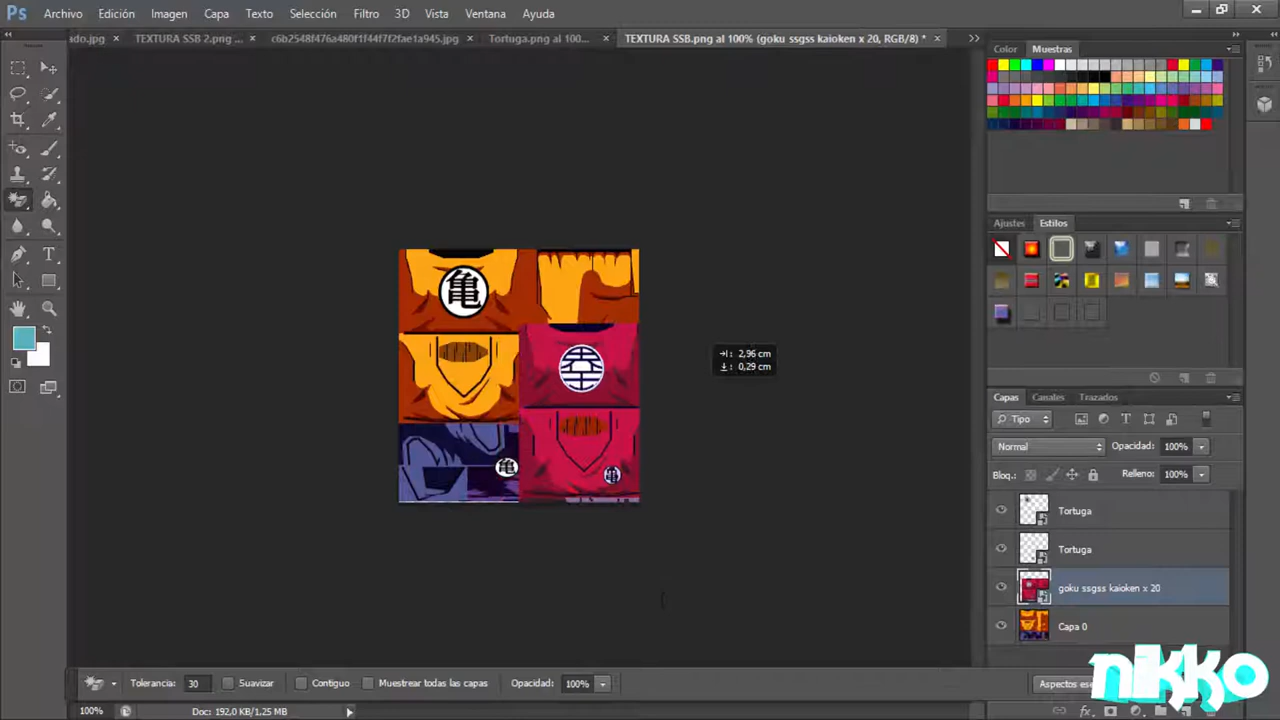 Ps Archivo Edición Imagen Capa Texto Selección Filtro 3D Vista Ventana Ayuda
ado.jpg × TEXTURA SSB 2.png ... × c6b2548f476a480f1f44f7f2fae1a945.jpg × Tortuga.png al 100... × TEXTURA SSB.png al 100% (goku ssgss kaioken x 20, RGB/8) * ×
Color Muestras
Ajustes Estilos
亀
2,96 cm
0,29 cm
亀
Capas Canales Trazados
Tipo
Normal Opacidad: 100%
Bloq.: Relleno: 100%
Tortuga
Tortuga
goku ssgss kaioken x 20
Capa 0
nikko
Tolerancia: 30 Suavizar Contiguo Muestrear todas las capas Opacidad: 100% Aspectos ese
100% Doc: 192,0 KB/1,25 MB